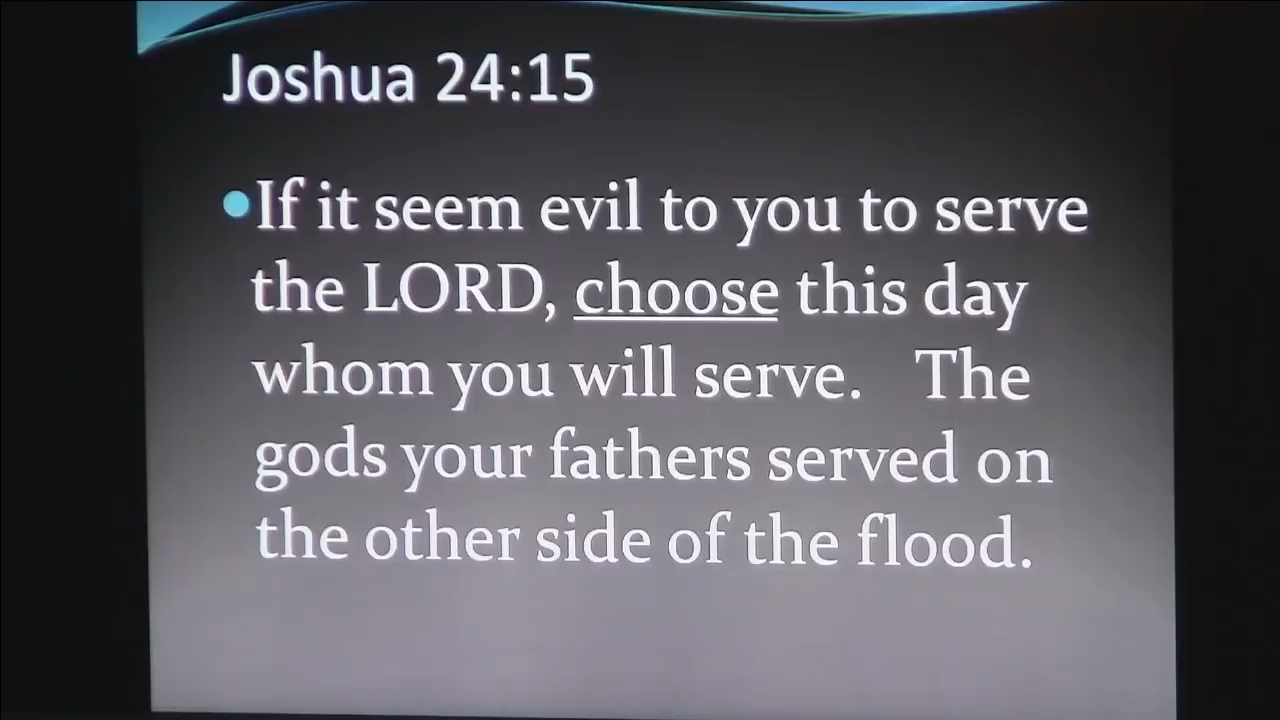 Joshua 24:15
•If it seem evil to you to serve
the LORD, choose this day
whom you will serve.   The
gods your fathers served on
the other side of the flood.